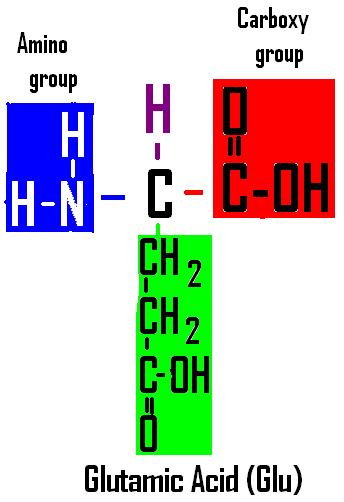 Amino
group
Carboxy
group
H
H-N
H
C
O
=
C-OH
CH2
CH2
C-OH
=
O
Glutamic Acid (Glu)